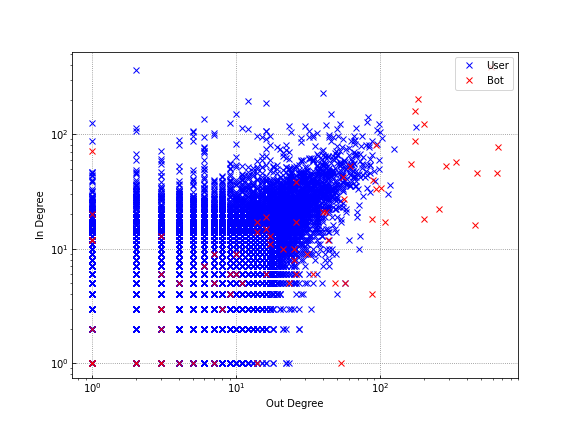 User
Bot
10²
10¹
10⁰
In Degree
10⁰ 10¹ 10²
Out Degree